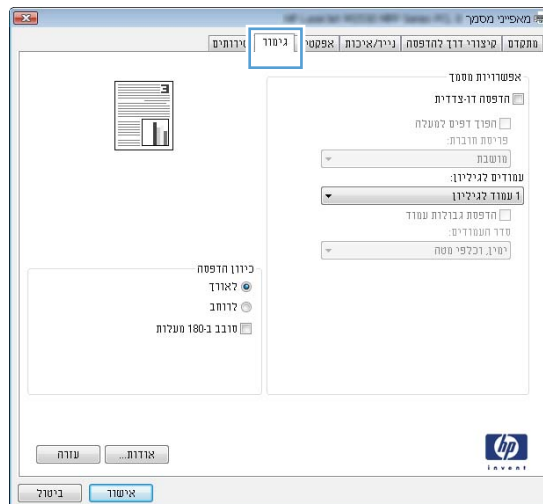 מאפייני מסמך
מתקדם
קיצורי דרך להדפסה
נייר/איכות
אפקטים
גימור
שירותים
אפשרויות מסמך
הדפסה דו-צדדית
הפוך דפים למעלה
פריסת חוברת:
מושבת
עמודים לגיליון:
1 עמוד לגיליון
הדפסת גבולות עמוד
סדר העמודים:
ימין, וכלפי מטה
כיוון הדפסה
לאורך
לרוחב
סובב ב-180 מעלות
hp
invent
אודות...
עזרה
אישור
ביטול